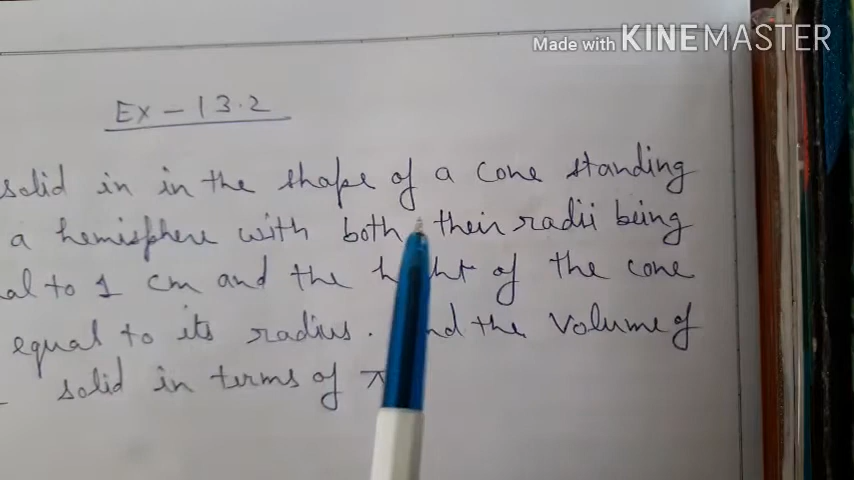 Made with KINEMASTER
Ex - 13.2
solid in in the shape of a cone standing
a hemisphere with both their radii being
to 1 cm and the of the cone
equal to its radius. the volume of
solid in terms of π